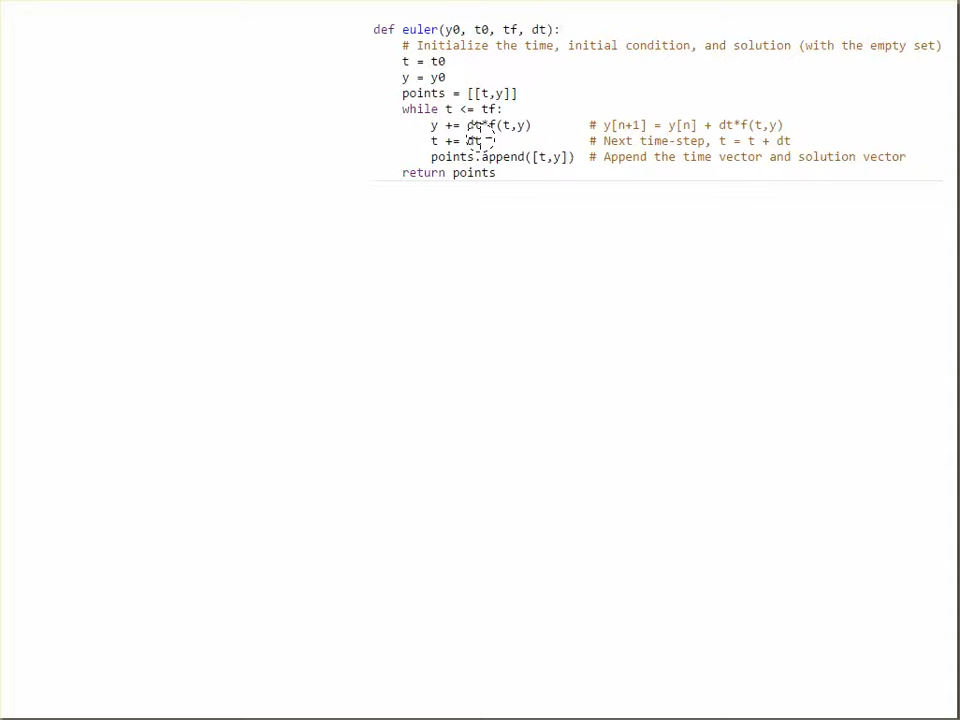 def euler(y0, t0, tf, dt):
    # Initialize the time, initial condition, and solution (with the empty set)
    t = t0
    y = y0
    points = [[t,y]]
    while t <= tf:
        y += dt*f(t,y)        # y[n+1] = y[n] + dt*f(t,y)
        t += dt               # Next time-step, t = t + dt
        points.append([t,y])  # Append the time vector and solution vector
    return points